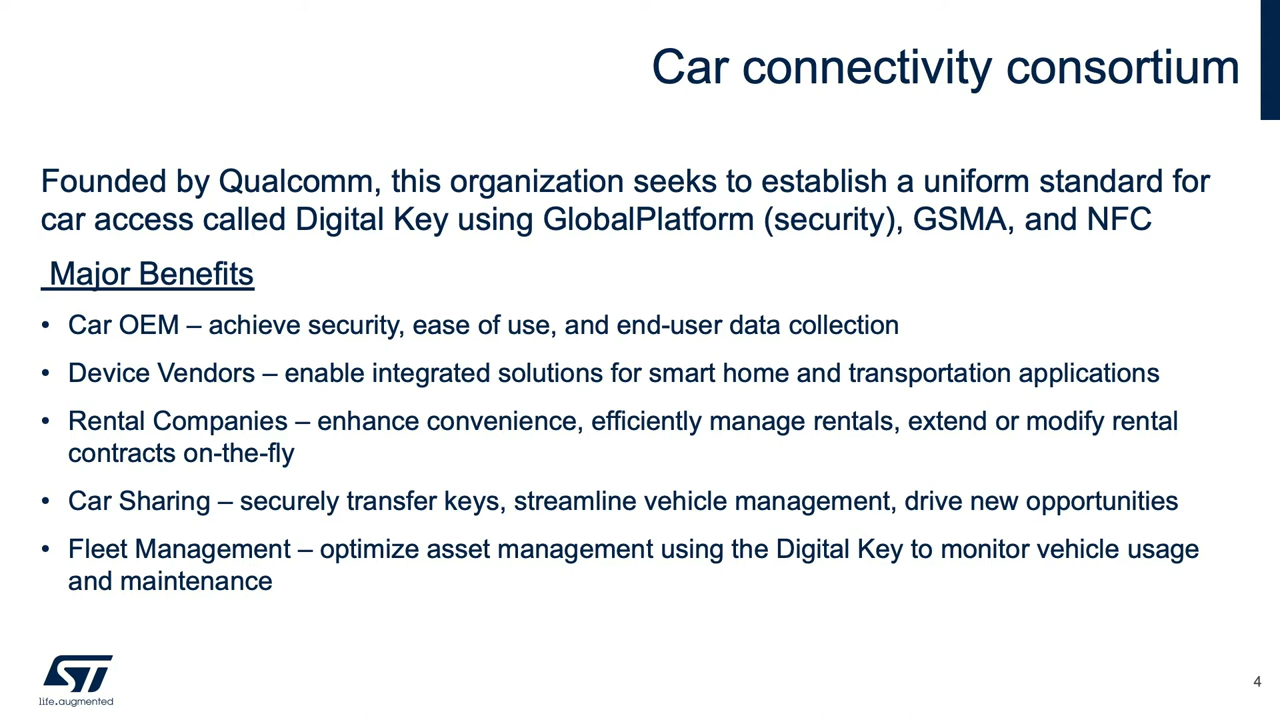 Car connectivity consortium
Founded by Qualcomm, this organization seeks to establish a uniform standard for
car access called Digital Key using GlobalPlatform (security), GSMA, and NFC
Major Benefits
• Car OEM – achieve security, ease of use, and end-user data collection
• Device Vendors – enable integrated solutions for smart home and transportation applications
• Rental Companies – enhance convenience, efficiently manage rentals, extend or modify rental
contracts on-the-fly
• Car Sharing – securely transfer keys, streamline vehicle management, drive new opportunities
• Fleet Management – optimize asset management using the Digital Key to monitor vehicle usage
and maintenance
ST
life.augmented
4